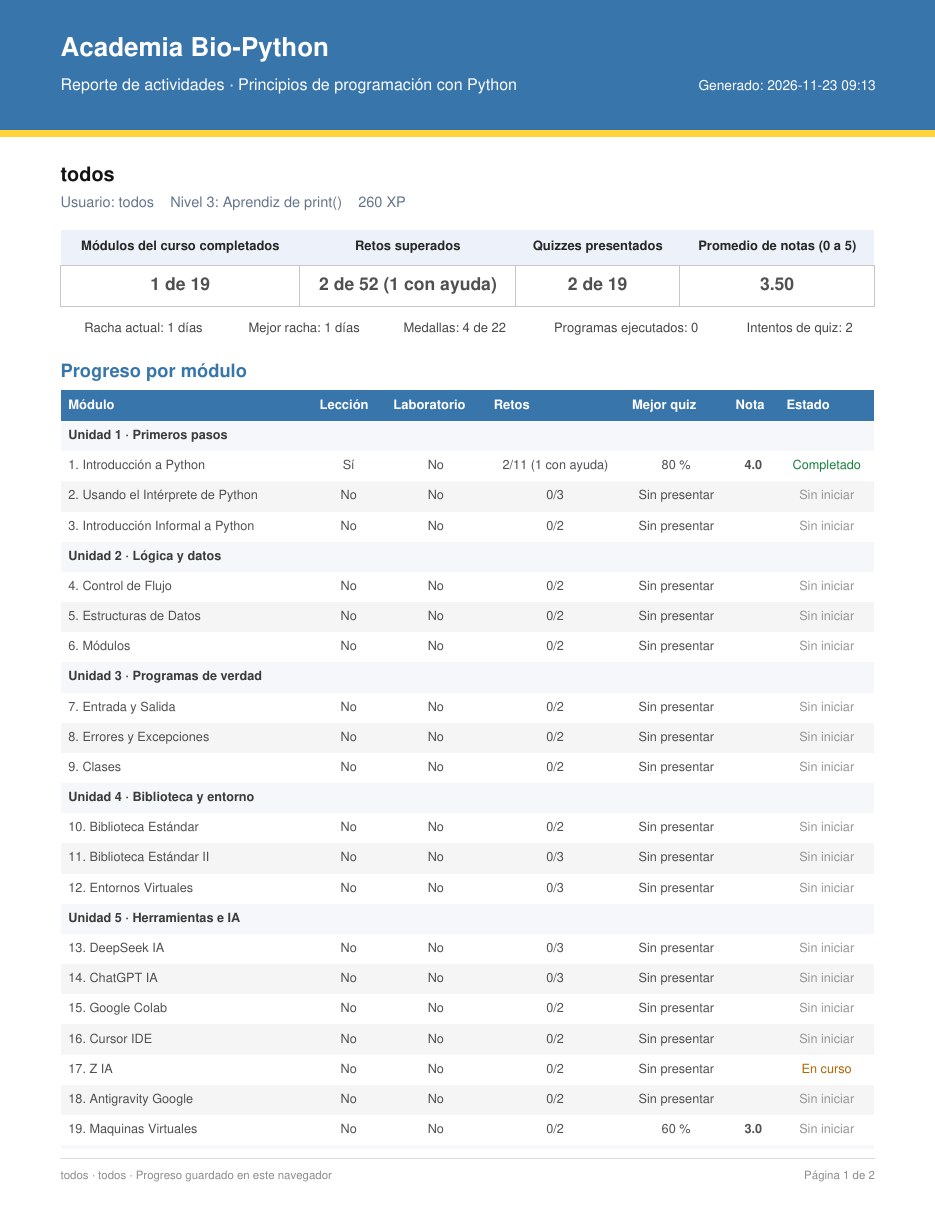 Academia Bio-Python
Reporte de actividades · Principios de programación con Python Generado: 2026-11-23 09:13
todos
Usuario: todos Nivel 3: Aprendiz de print() 260 XP
Módulos del curso completados Retos superados Quizzes presentados Promedio de notas (0 a 5)
1 de 19 2 de 52 (1 con ayuda) 2 de 19 3.50
Racha actual: 1 días Mejor racha: 1 días Medallas: 4 de 22 Programas ejecutados: 0 Intentos de quiz: 2
Progreso por módulo
Módulo Lección Laboratorio Retos Mejor quiz Nota Estado
Unidad 1 · Primeros pasos
1. Introducción a Python Sí No 2/11 (1 con ayuda) 80 % 4.0 Completado
2. Usando el Intérprete de Python No No 0/3 Sin presentar Sin iniciar
3. Introducción Informal a Python No No 0/2 Sin presentar Sin iniciar
Unidad 2 · Lógica y datos
4. Control de Flujo No No 0/2 Sin presentar Sin iniciar
5. Estructuras de Datos No No 0/2 Sin presentar Sin iniciar
6. Módulos No No 0/2 Sin presentar Sin iniciar
Unidad 3 · Programas de verdad
7. Entrada y Salida No No 0/2 Sin presentar Sin iniciar
8. Errores y Excepciones No No 0/2 Sin presentar Sin iniciar
9. Clases No No 0/2 Sin presentar Sin iniciar
Unidad 4 · Biblioteca y entorno
10. Biblioteca Estándar No No 0/2 Sin presentar Sin iniciar
11. Biblioteca Estándar II No No 0/3 Sin presentar Sin iniciar
12. Entornos Virtuales No No 0/3 Sin presentar Sin iniciar
Unidad 5 · Herramientas e IA
13. DeepSeek IA No No 0/3 Sin presentar Sin iniciar
14. ChatGPT IA No No 0/3 Sin presentar Sin iniciar
15. Google Colab No No 0/2 Sin presentar Sin iniciar
16. Cursor IDE No No 0/2 Sin presentar Sin iniciar
17. Z IA No No 0/2 Sin presentar En curso
18. Antigravity Google No No 0/2 Sin presentar Sin iniciar
19. Maquinas Virtuales No No 0/2 60 % 3.0 Sin iniciar
todos · todos · Progreso guardado en este navegador Página 1 de 2